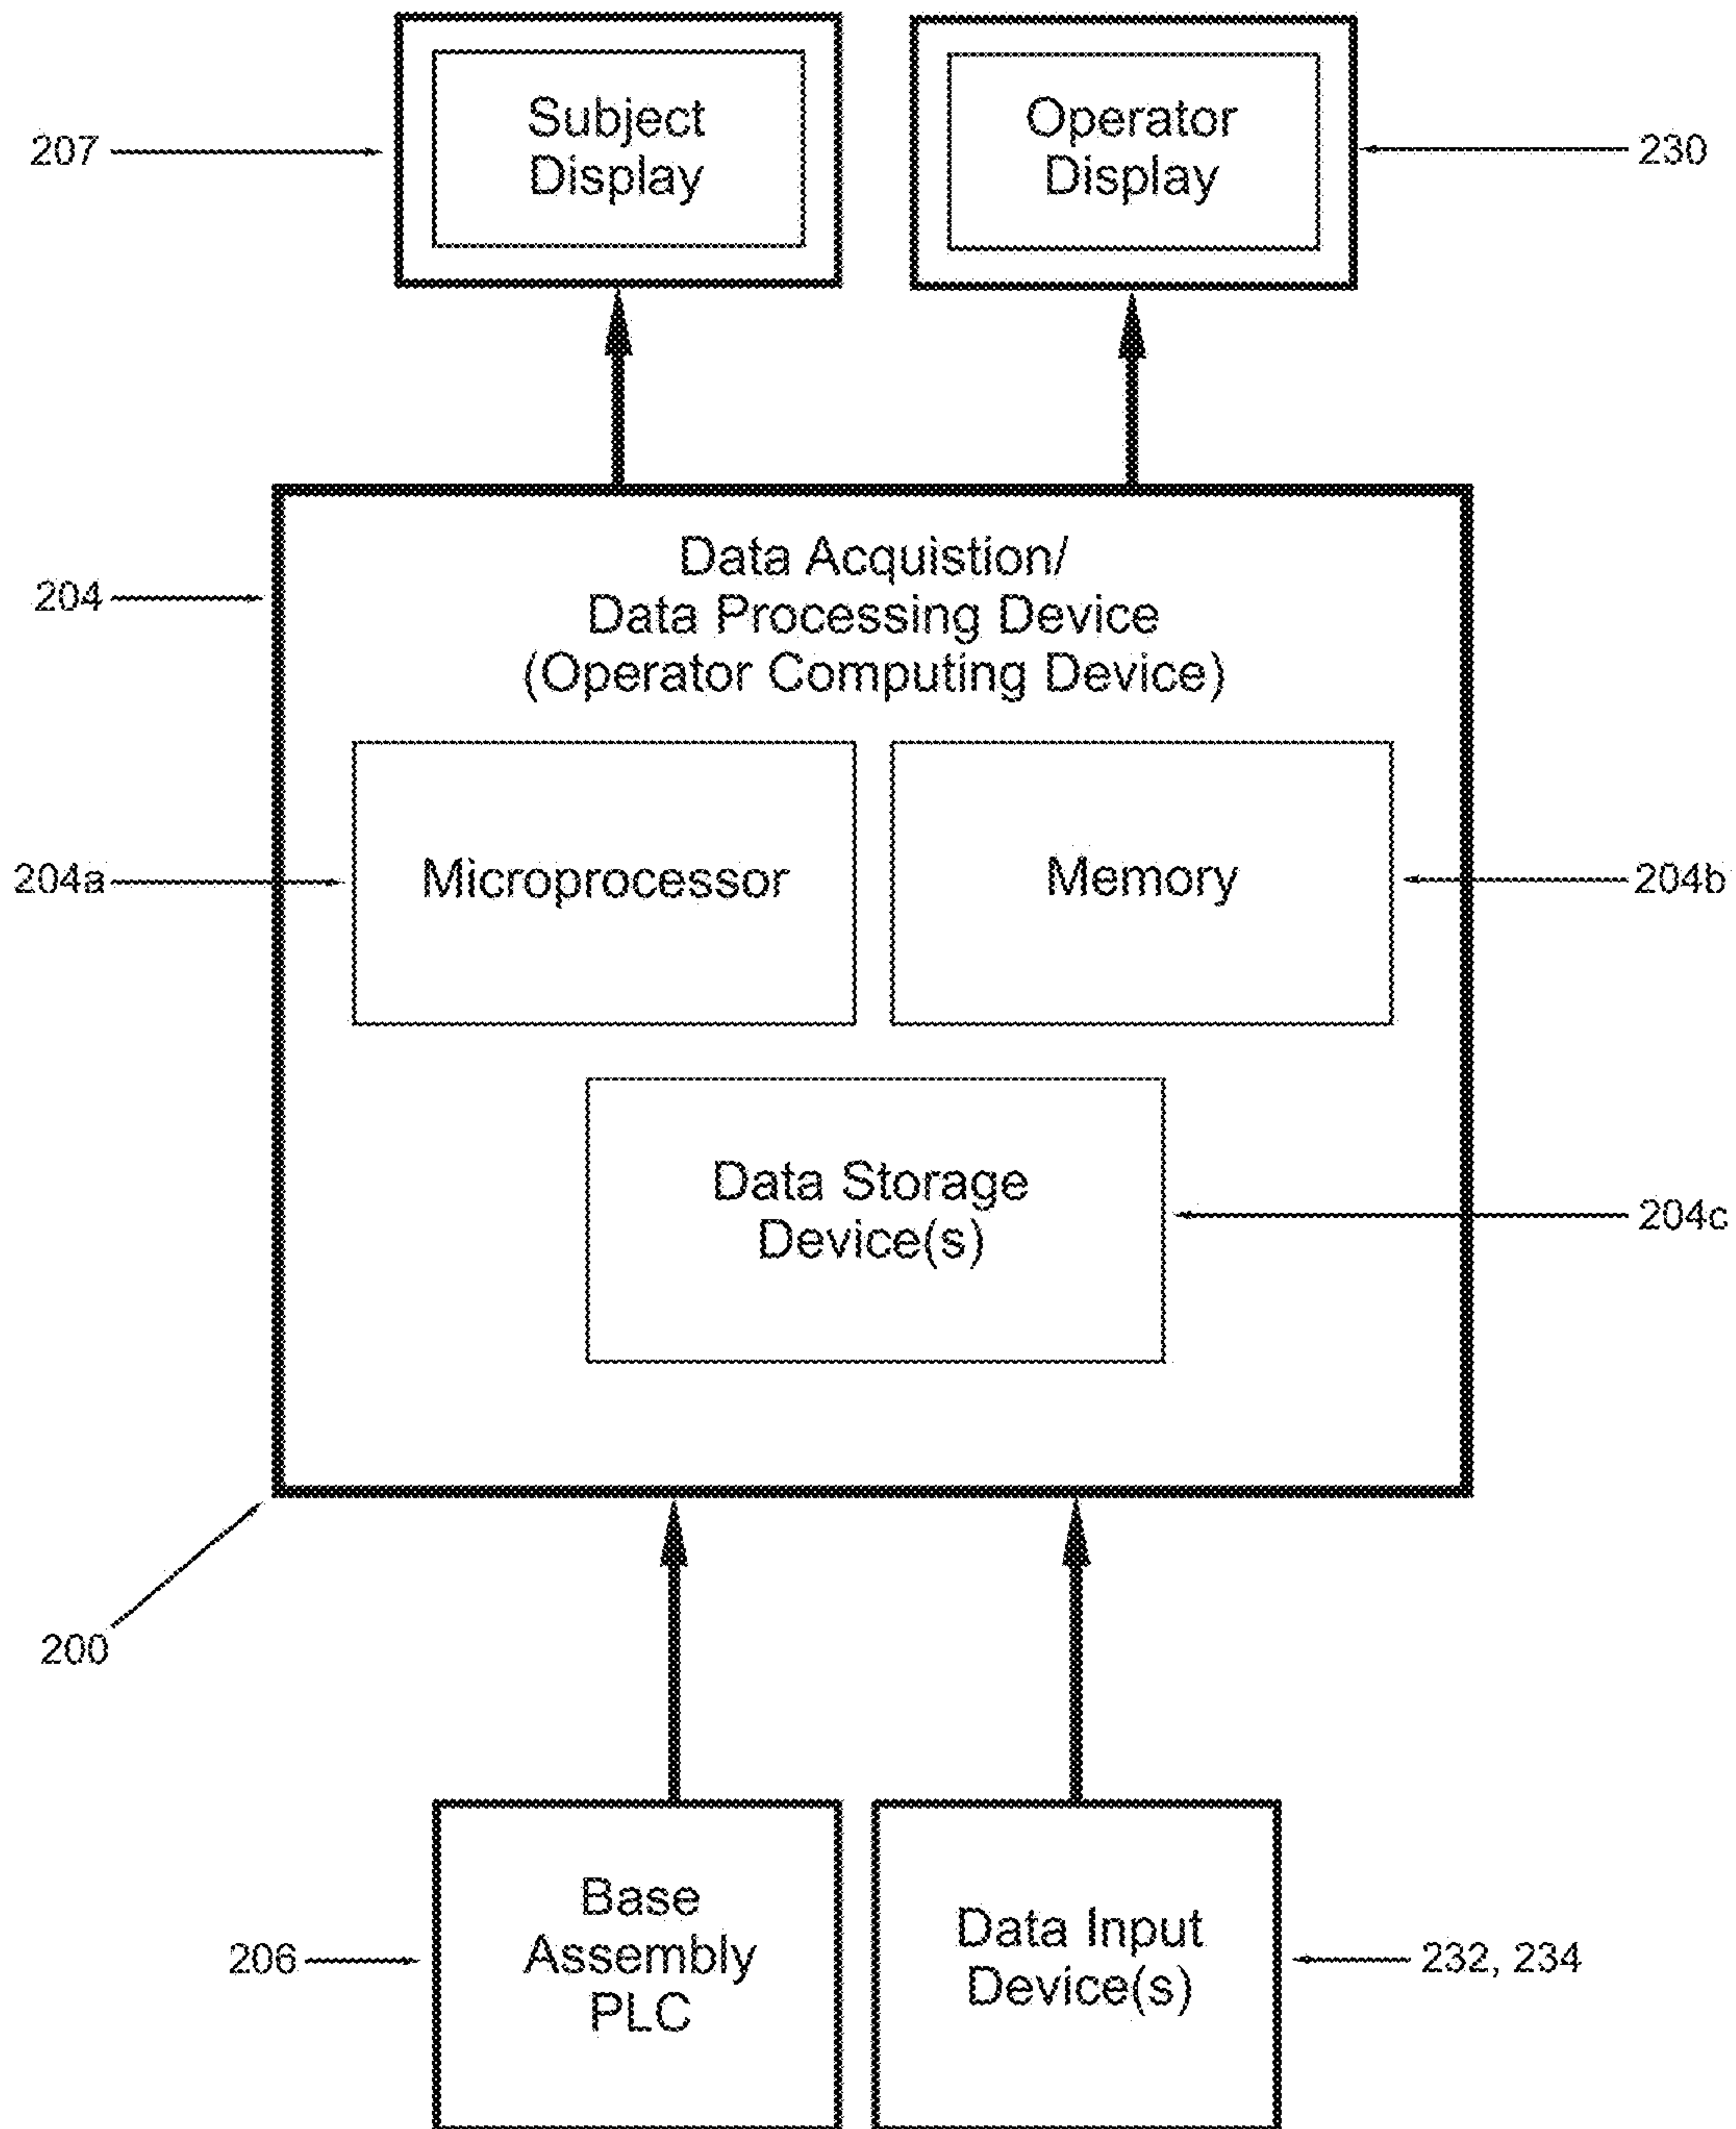 Subject
Display
Operator
Display
207
230
Data Acquistion/
Data Processing Device
(Operator Computing Device)
204
Microprocessor
Memory
204a
204b
Data Storage
Device(s)
204c
200
Base
Assembly
PLC
Data Input
Device(s)
206
232, 234